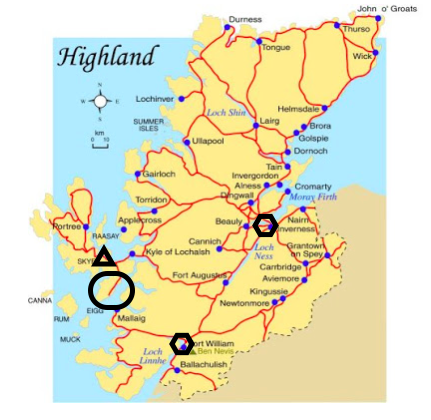 John o' Groats
Durness
Thurso
Tongue
Highland
Wick
N
W
E
S
Lochinver
Helmsdale
SUMMER
ISLES
Loch Shin
Lairg
Brora
Golspie
Ullapool
Dornoch
Tain
km
0 10
Gairloch
Invergordon
Alness
Cromarty
Dingwall
Moray Firth
Torridon
Applecross
Beauly
Nairn
Inverness
Portree
RAASAY
Cannich
Loch
Ness
Grantown
on Spey
Kyle of Lochalsh
SKYE
Carrbridge
Fort Augustus
Aviemore
Kingussie
Newtonmore
CANNA
EIGG
RUM
Mallaig
MUCK
Fort William
Ben Nevis
Loch
Linnhe
Ballachulish